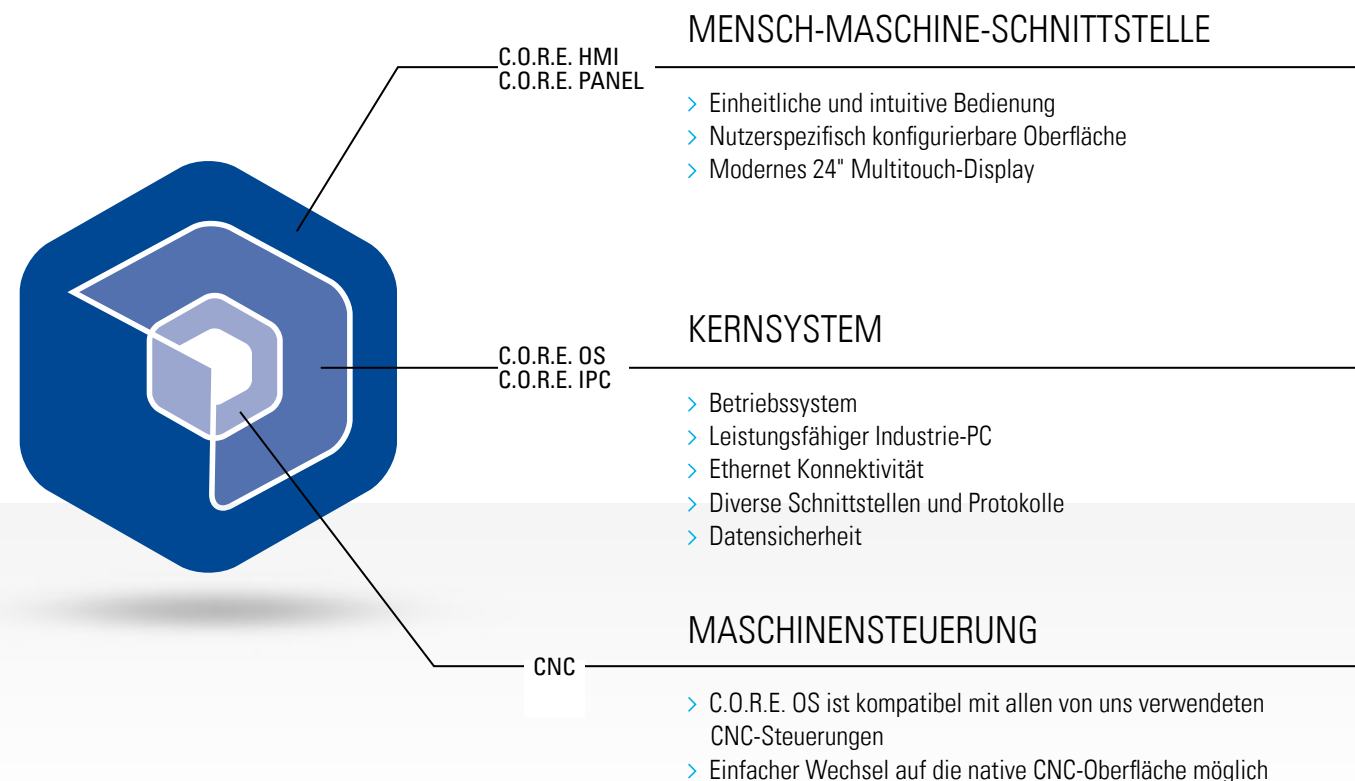 MENSCH-MASCHINE-SCHNITTSTELLE
C.O.R.E. HMI
C.O.R.E. PANEL
> Einheitliche und intuitive Bedienung
> Nutzerspezifisch konfigurierbare Oberfläche
> Modernes 24" Multitouch-Display
KERNSYSTEM
C.O.R.E. OS
C.O.R.E. IPC
> Betriebssystem
> Leistungsfähiger Industrie-PC
> Ethernet Konnektivität
> Diverse Schnittstellen und Protokolle
> Datensicherheit
MASCHINENSTEUERUNG
CNC
> C.O.R.E. OS ist kompatibel mit allen von uns verwendeten
CNC-Steuerungen
> Einfacher Wechsel auf die native CNC-Oberfläche möglich